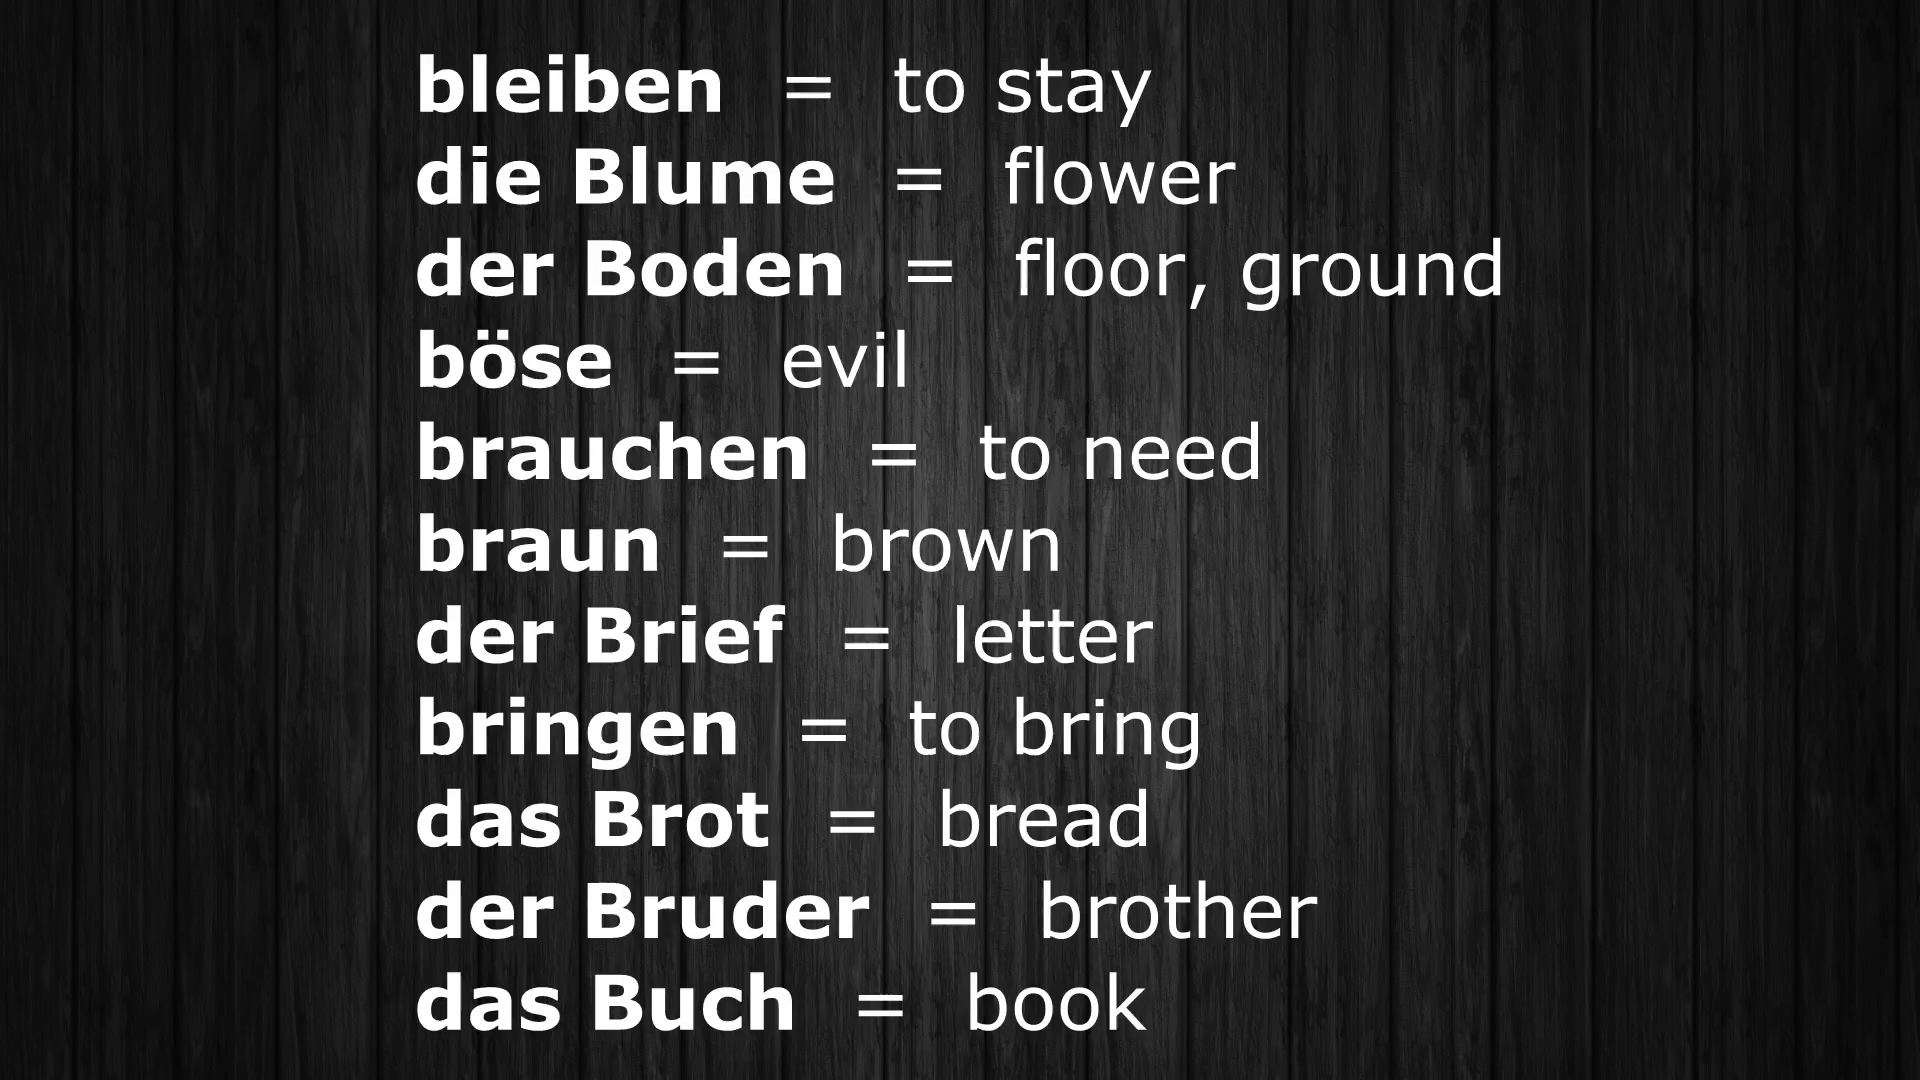 bleiben = to stay
die Blume = flower
der Boden = floor, ground
böse = evil
brauchen = to need
braun = brown
der Brief = letter
bringen = to bring
das Brot = bread
der Bruder = brother
das Buch = book